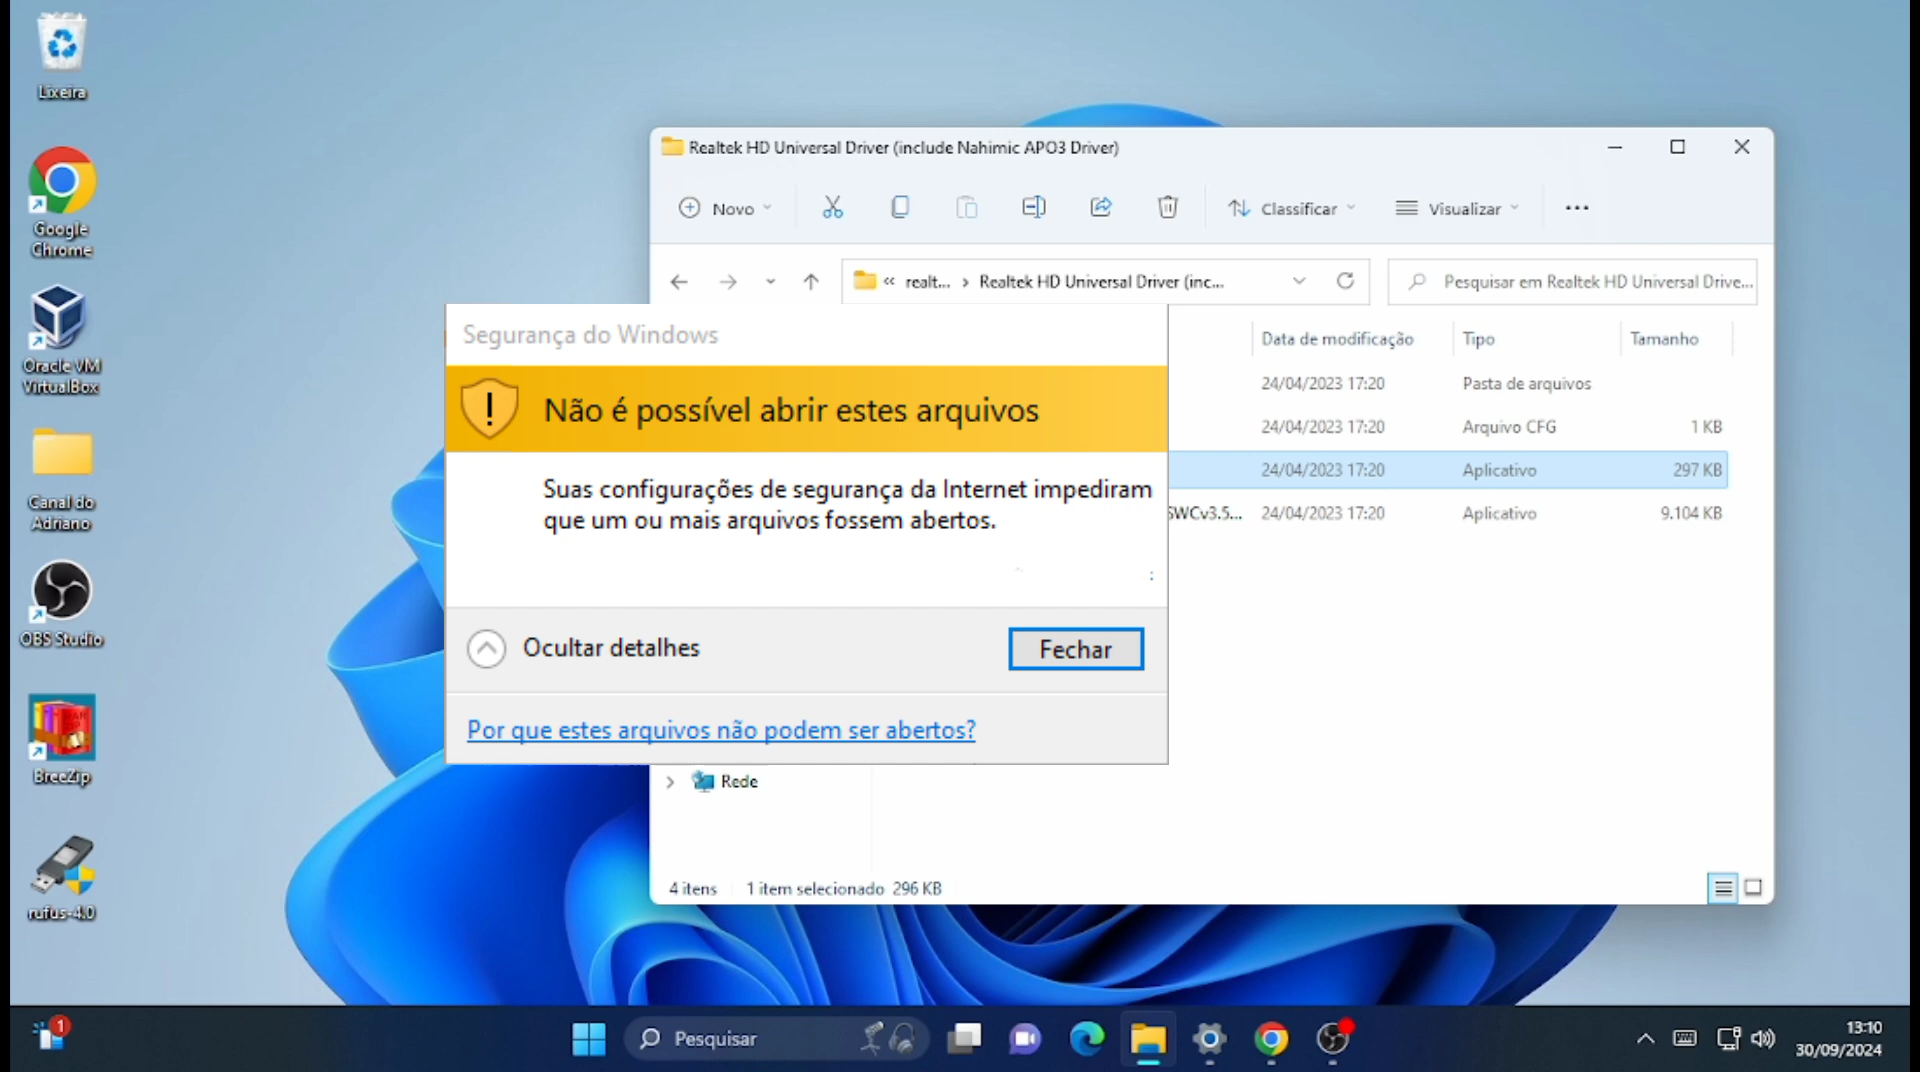 Lixeira
Google
Chrome
Oracle VM
VirtualBox
Canal do
Adriano
OBS Studio
BreeZip
rufus-4.0
Realtek HD Universal Driver (include Nahimic APO3 Driver)
Novo
Classificar
Visualizar
« realt... › Realtek HD Universal Driver (inc...
Pesquisar em Realtek HD Universal Drive...
Data de modificação Tipo Tamanho
24/04/2023 17:20 Pasta de arquivos
24/04/2023 17:20 Arquivo CFG 1 KB
24/04/2023 17:20 Aplicativo 297 KB
SWCv3.5... 24/04/2023 17:20 Aplicativo 9.104 KB
Segurança do Windows
Não é possível abrir estes arquivos
Suas configurações de segurança da Internet impediram
que um ou mais arquivos fossem abertos.
Ocultar detalhes
Fechar
Por que estes arquivos não podem ser abertos?
Rede
4 itens 1 item selecionado 296 KB
1
Pesquisar
13:10
30/09/2024